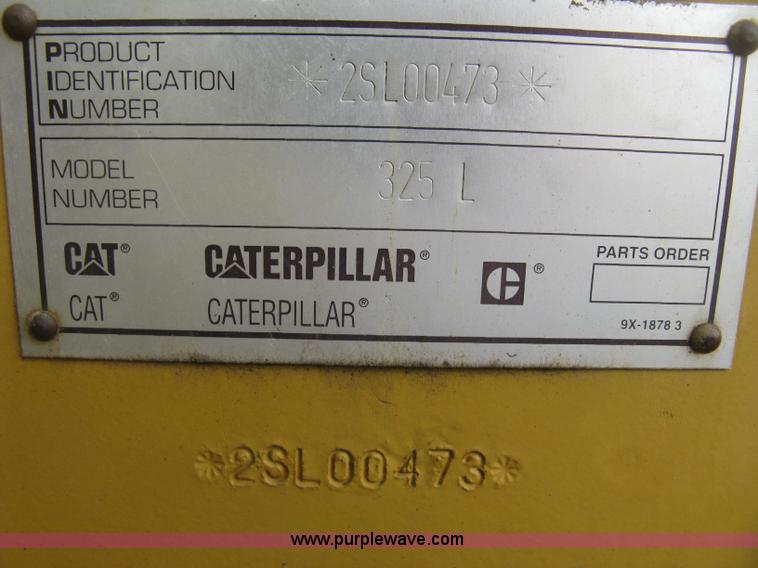 PRODUCT
IDENTIFICATION
NUMBER
*2SL00473*
MODEL
NUMBER
325 L
CAT® CATERPILLAR® C® PARTS ORDER
CAT® CATERPILLAR®
9X-1878 3
*2SL00473*
www.purplewave.com